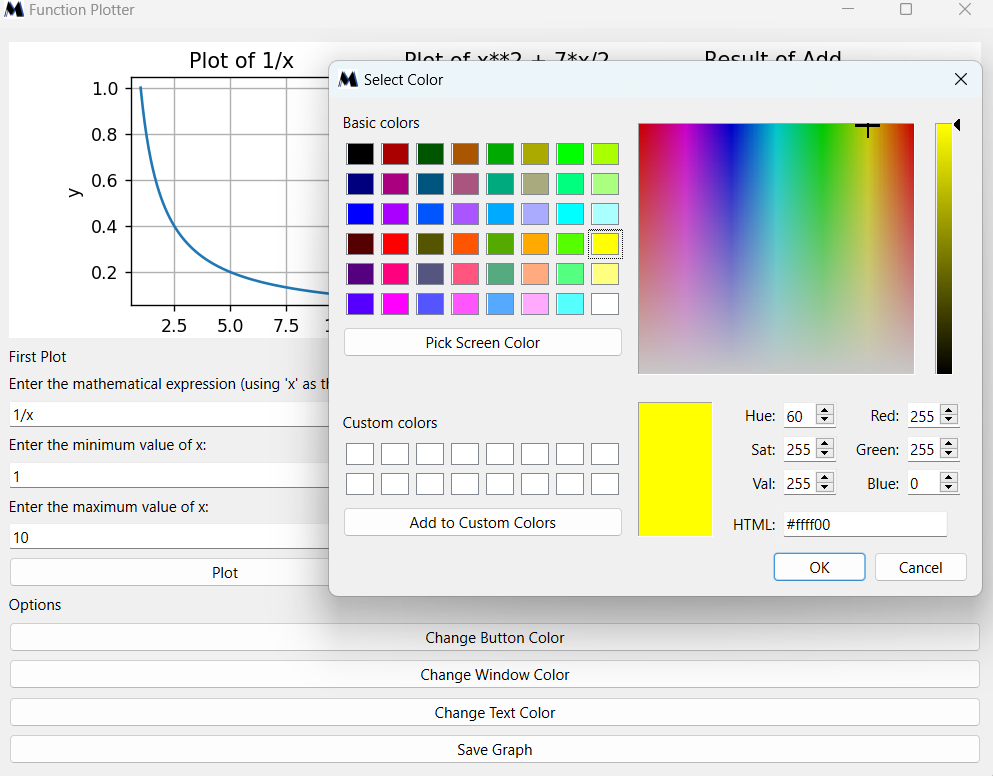 Function Plotter
Plot of 1/x
Plot of x**2 + 7*x/2
Result of Add
1.0
0.8
0.6
0.4
0.2
y
2.5 5.0 7.5
First Plot
Enter the mathematical expression (using 'x' as
1/x
Enter the minimum value of x:
1
Enter the maximum value of x:
10
Plot
Options
Change Button Color
Change Window Color
Change Text Color
Save Graph
Select Color
Basic colors
Pick Screen Color
Custom colors
Add to Custom Colors
Hue: 60 Red: 255
Sat: 255 Green: 255
Val: 255 Blue: 0
HTML: #ffff00
OK Cancel